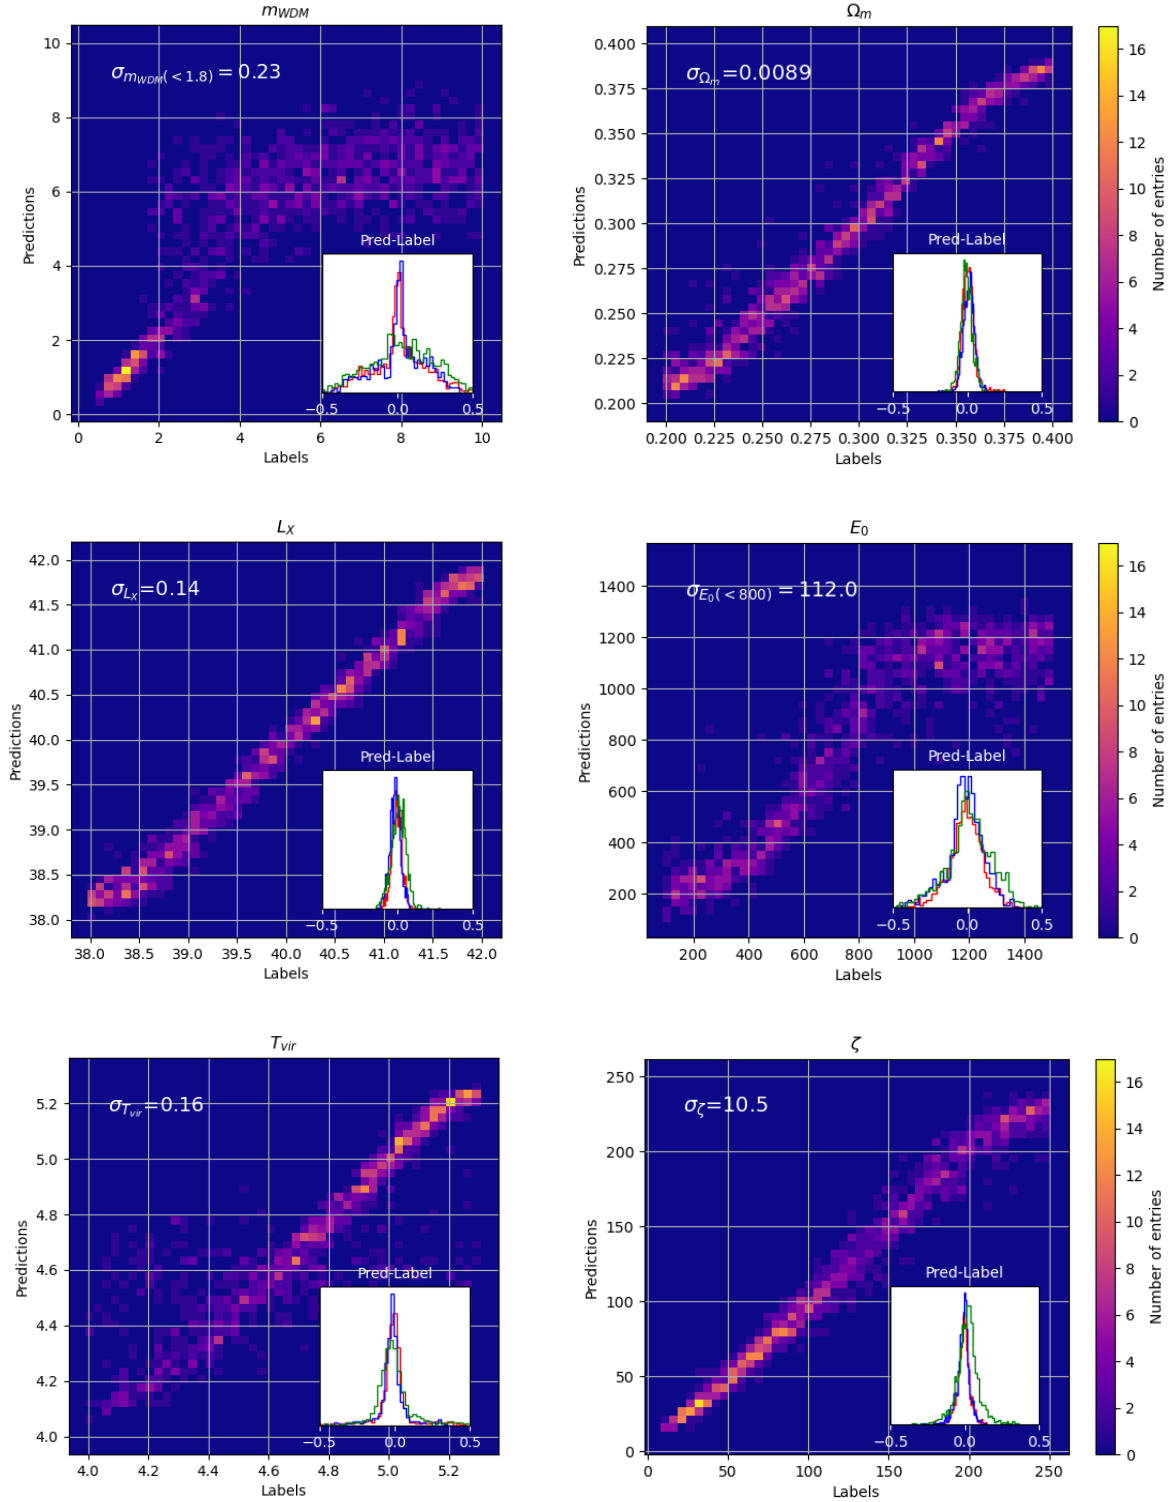 m_WDM
σ_m_WDM(<1.8) = 0.23
10
8
6
4
2
0
Predictions
Pred-Label
−0.5 0.0 0.5
0 2 4 6 8 10
Labels
Ω_m
σ_Ω_m=0.0089
0.400
0.375
0.350
0.325
0.300
0.275
0.250
0.225
0.200
Predictions
Pred-Label
−0.5 0.0 0.5
0.200 0.225 0.250 0.275 0.300 0.325 0.350 0.375 0.400
Labels
16
14
12
10
8
6
4
2
0
Number of entries
L_X
σ_L_X=0.14
42.0
41.5
41.0
40.5
40.0
39.5
39.0
38.5
38.0
Predictions
Pred-Label
−0.5 0.0 0.5
38.0 38.5 39.0 39.5 40.0 40.5 41.0 41.5 42.0
Labels
E_0
σ_E_0(<800) = 112.0
1400
1200
1000
800
600
400
200
Predictions
Pred-Label
−0.5 0.0 0.5
200 400 600 800 1000 1200 1400
Labels
16
14
12
10
8
6
4
2
0
Number of entries
T_vir
σ_T_vir=0.16
5.2
5.0
4.8
4.6
4.4
4.2
4.0
Predictions
Pred-Label
−0.5 0.0 0.5
4.0 4.2 4.4 4.6 4.8 5.0 5.2
Labels
ζ
σ_ζ=10.5
250
200
150
100
50
0
Predictions
Pred-Label
−0.5 0.0 0.5
0 50 100 150 200 250
Labels
16
14
12
10
8
6
4
2
0
Number of entries